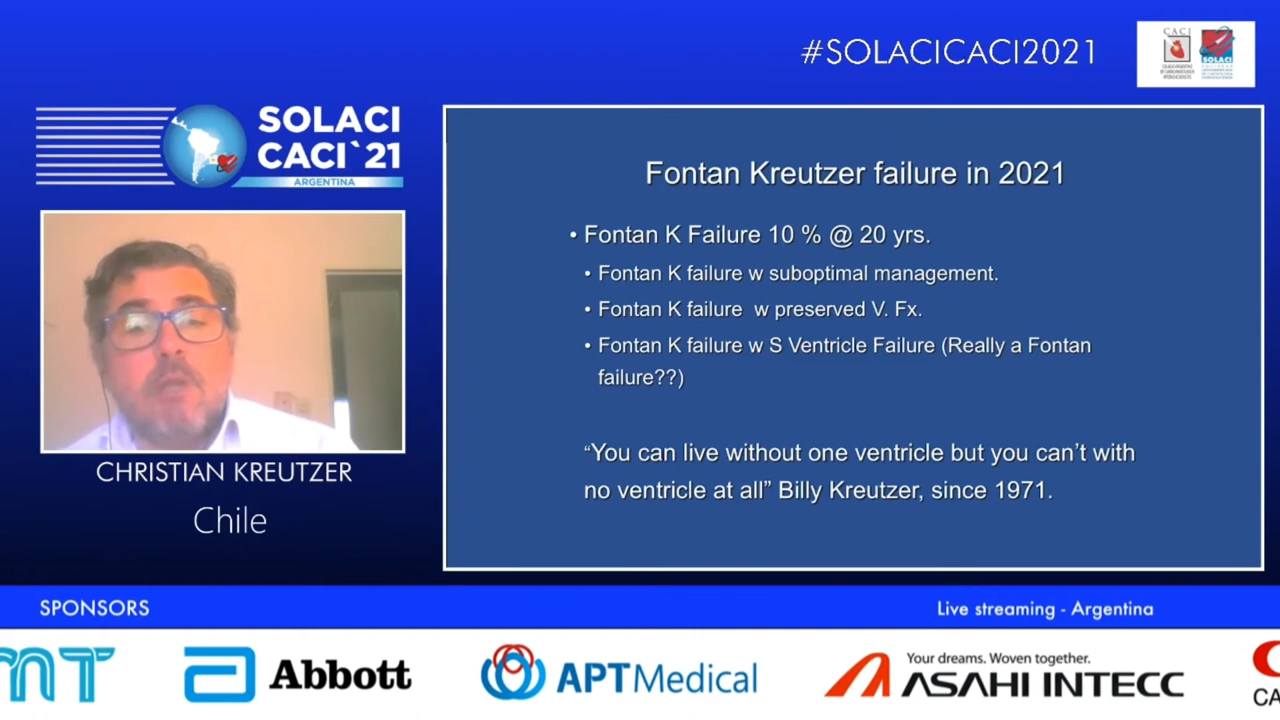 #SOLACICACI2021
CACI
SOLACI
SOLACI
CACI`21
ARGENTINA
CHRISTIAN KREUTZER
Chile
Fontan Kreutzer failure in 2021
• Fontan K Failure 10 % @ 20 yrs.
• Fontan K failure w suboptimal management.
• Fontan K failure w preserved V. Fx.
• Fontan K failure w S Ventricle Failure (Really a Fontan
failure??)
“You can live without one ventricle but you can’t with
no ventricle at all” Billy Kreutzer, since 1971.
SPONSORS
Live streaming - Argentina
Abbott
APTMedical
Your dreams. Woven together.
ASAHI INTECC
CA